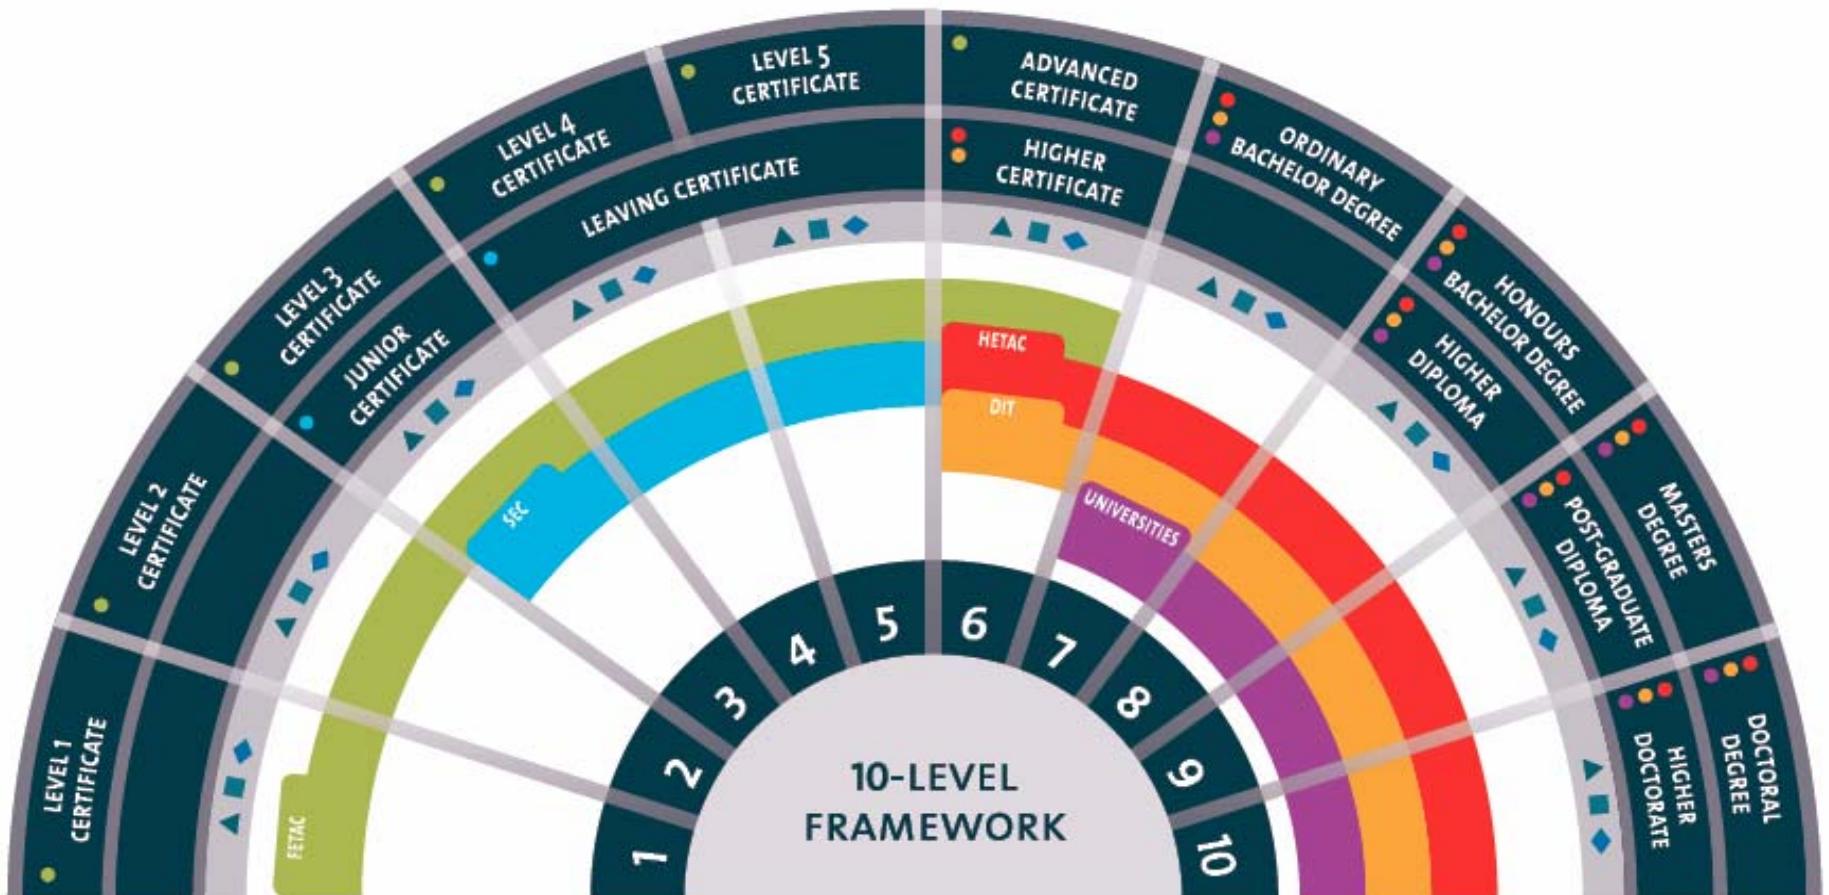 LEVEL 1
CERTIFICATE
LEVEL 2
CERTIFICATE
LEVEL 3
CERTIFICATE
JUNIOR
CERTIFICATE
LEVEL 4
CERTIFICATE
LEVEL 5
CERTIFICATE
LEAVING CERTIFICATE
ADVANCED
CERTIFICATE
HIGHER
CERTIFICATE
ORDINARY
BACHELOR DEGREE
HONOURS
BACHELOR DEGREE
HIGHER
DIPLOMA
MASTERS
DEGREE
POST-GRADUATE
DIPLOMA
DOCTORAL
DEGREE
HIGHER
DOCTORATE
FETAC
SEC
HETAC
DIT
UNIVERSITIES
1
2
3
4
5
6
7
8
9
10
10-LEVEL
FRAMEWORK